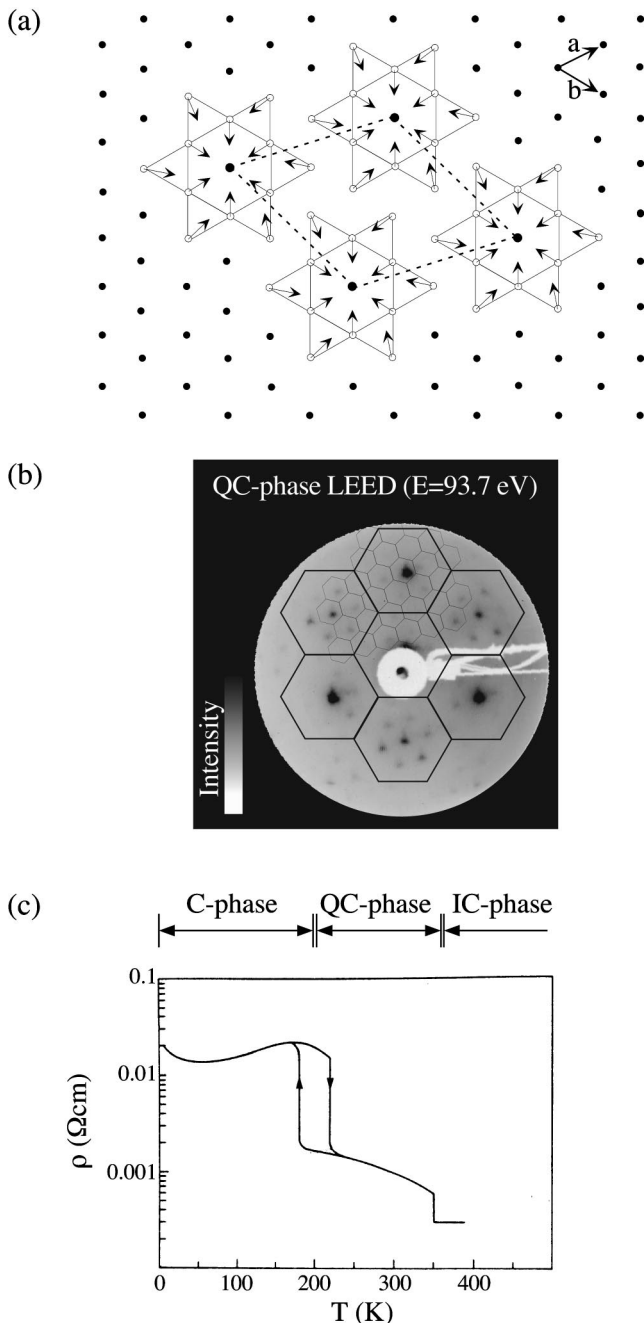 (a)
a
b
(b)
QC-phase LEED (E=93.7 eV)
Intensity
(c)
C-phase QC-phase IC-phase
0.1
0.01
0.001
ρ (Ωcm)
0 100 200 300 400
T (K)